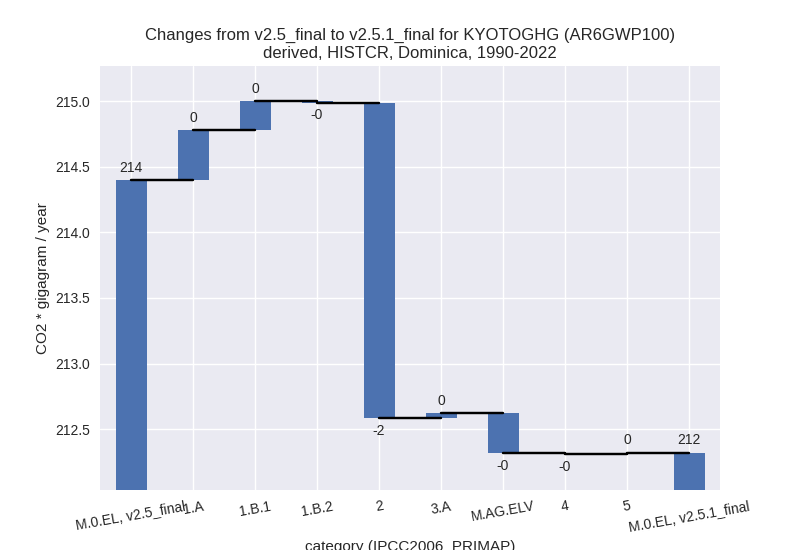 Changes from v2.5_final to v2.5.1_final for KYOTOGHG (AR6GWP100)
derived, HISTCR, Dominica, 1990-2022
CO2 * gigagram / year
215.0
214.5
214.0
213.5
213.0
212.5
214
0
0
-0
-2
0
-0
-0
0
212
M.0.EL, v2.5_final
1.A
1.B.1
1.B.2
2
3.A
M.AG.ELV
4
5
M.0.EL, v2.5.1_final
category (IPCC2006_PRIMAP)